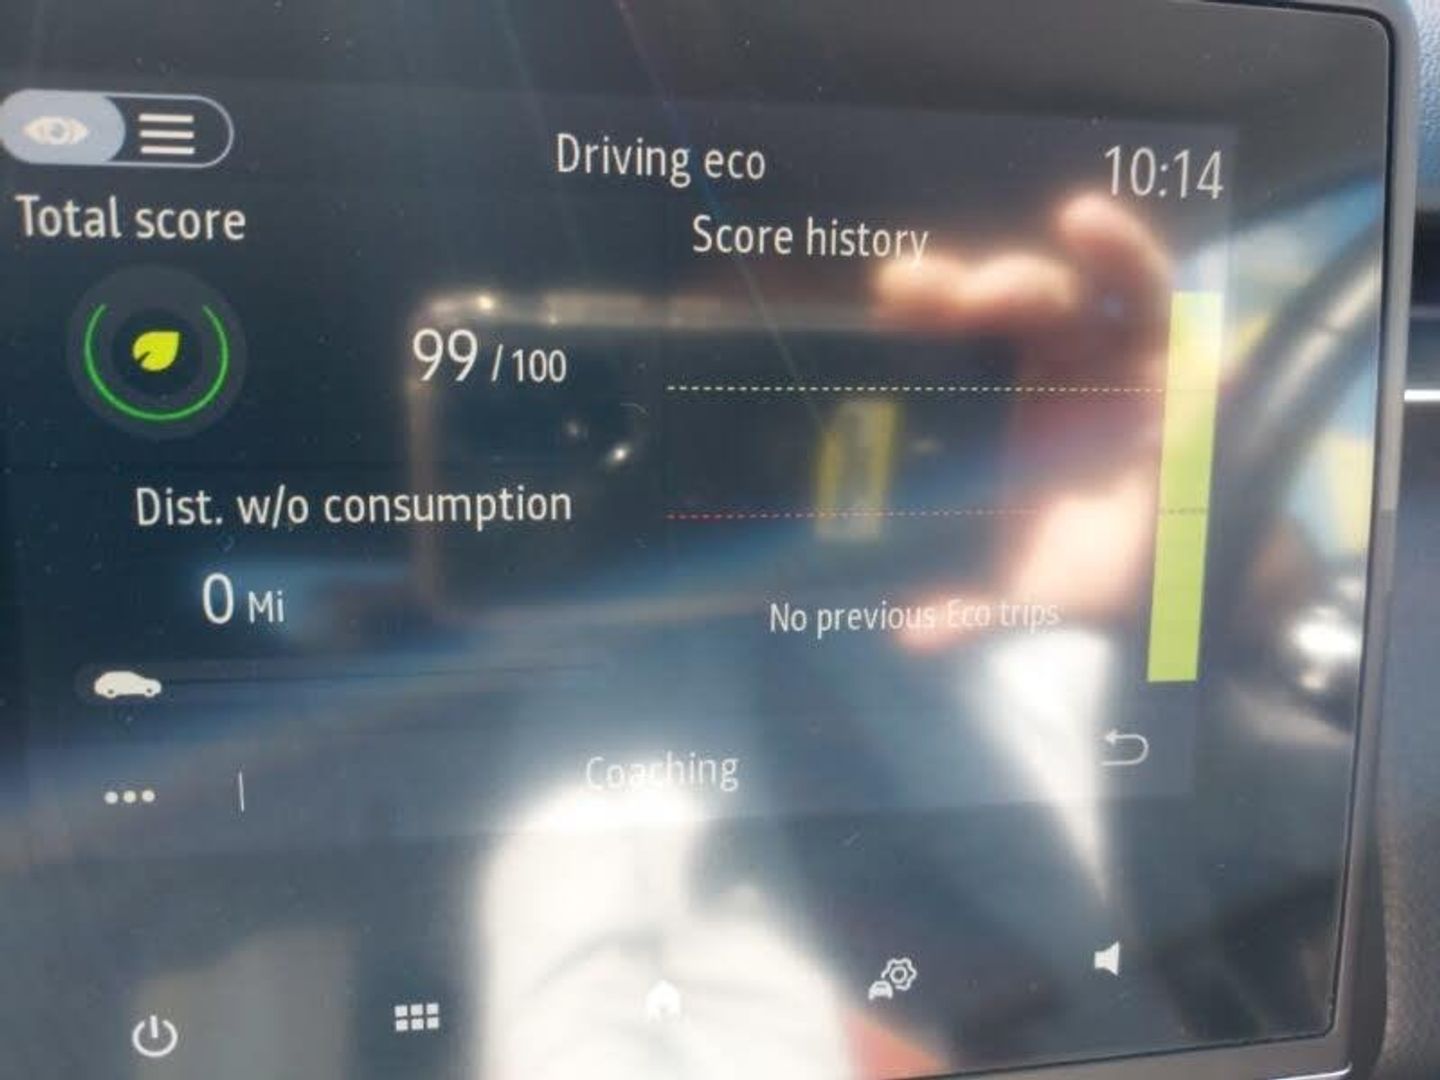 Driving eco
10:14
Total score
Score history
99 / 100
Dist. w/o consumption
0 Mi
No previous Eco trips
Coaching